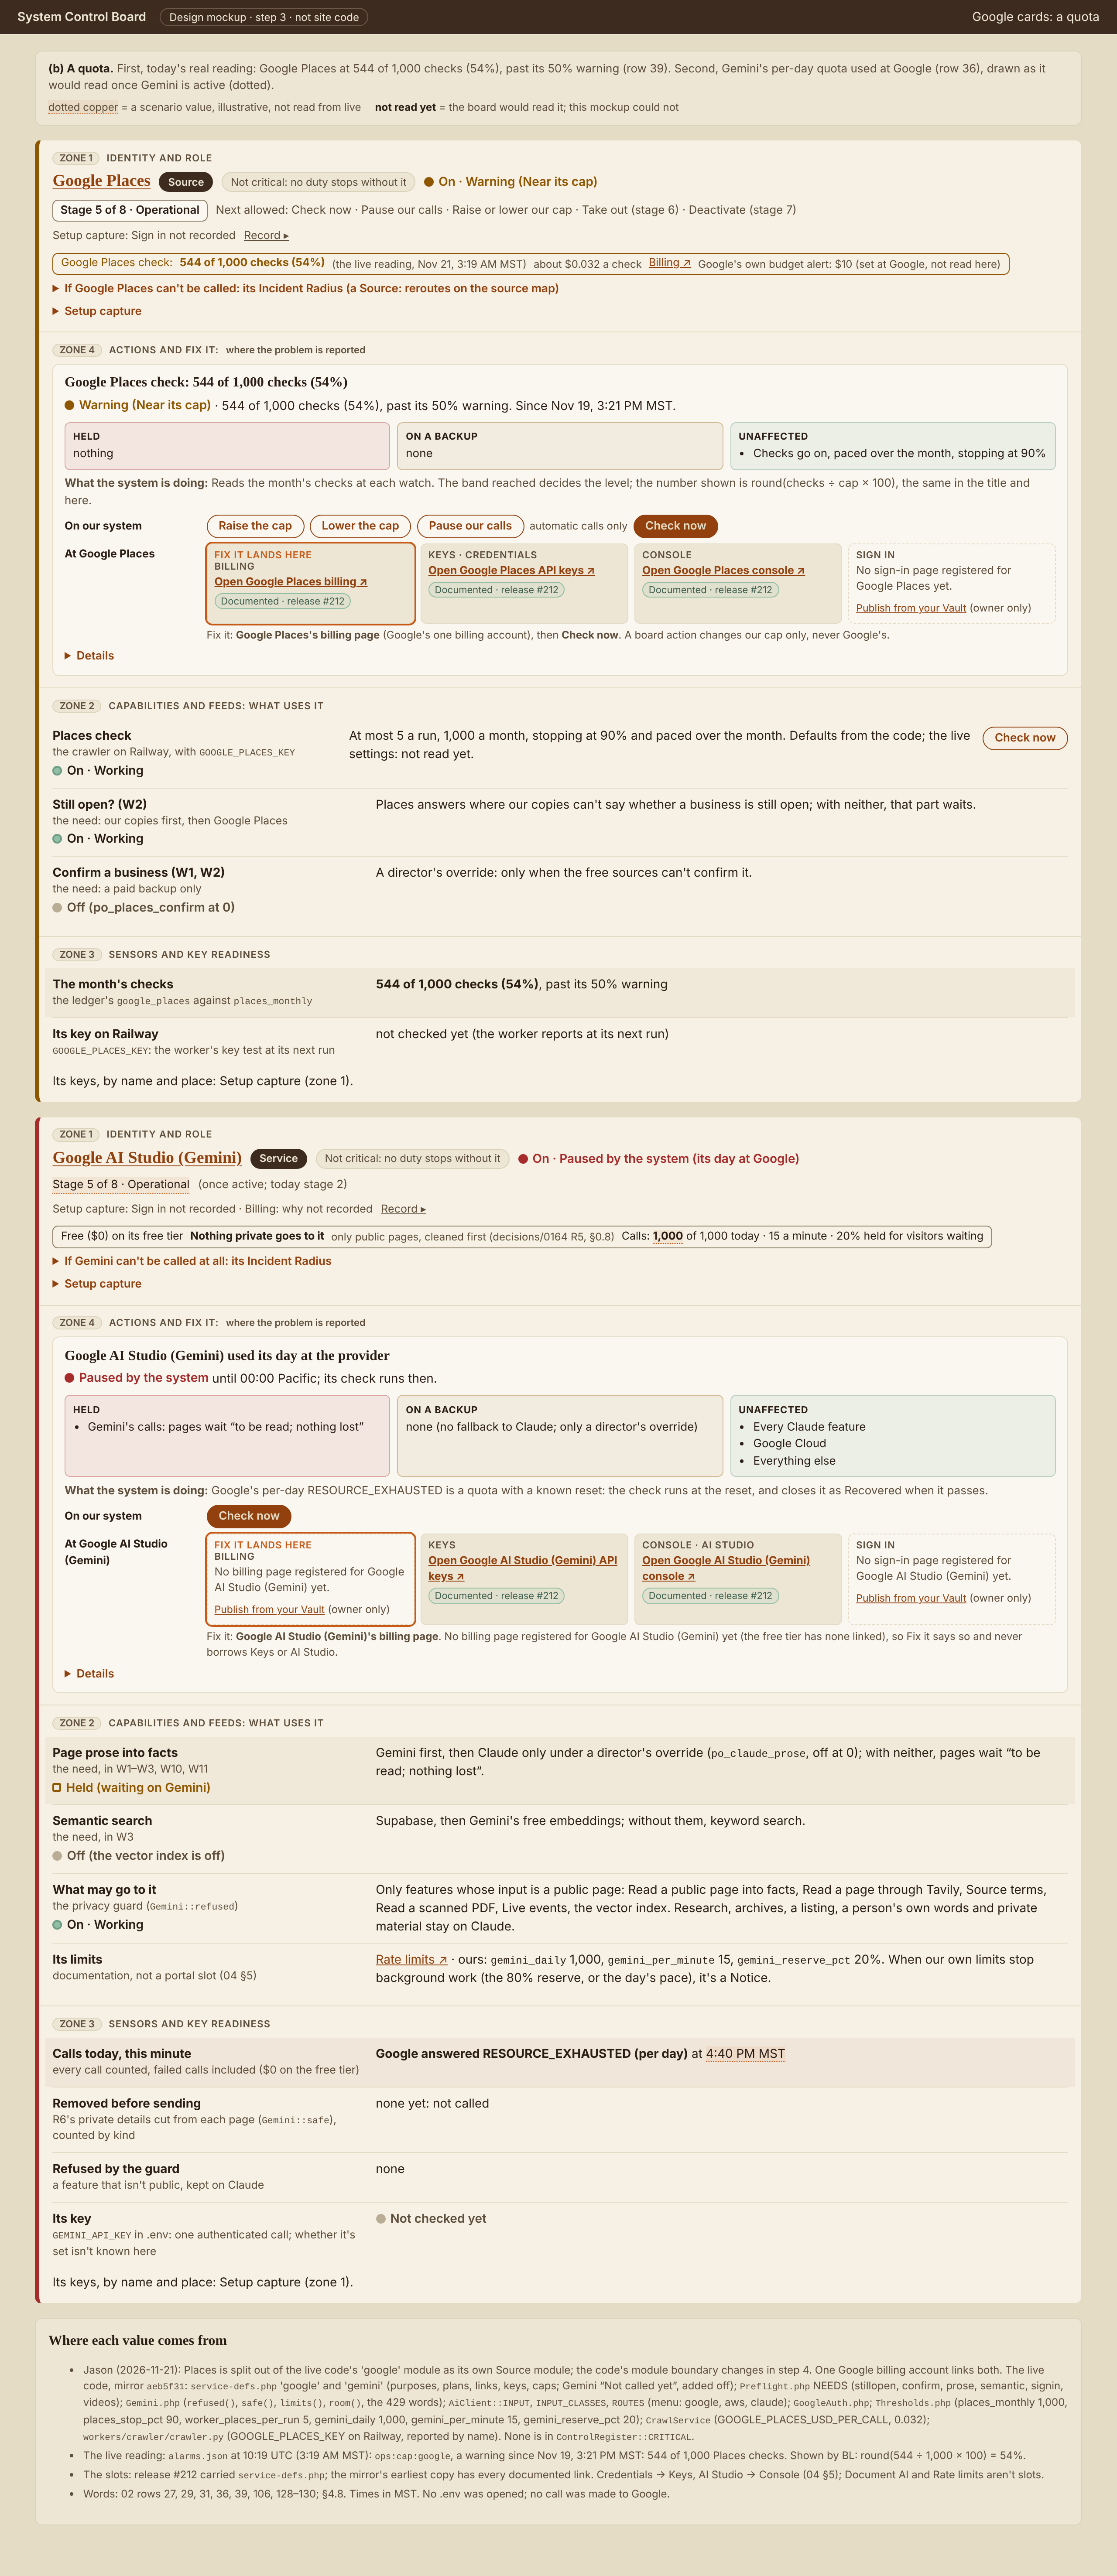 System Control Board
Design mockup · step 3 · not site code
Google cards: a quota
(b) A quota. First, today's real reading: Google Places at 544 of 1,000 checks (54%), past its 50% warning (row 39). Second, Gemini's per-day quota used at Google (row 36), drawn as it
would read once Gemini is active (dotted).
dotted copper = a scenario value, illustrative, not read from live not read yet = the board would read it; this mockup could not
ZONE 1 IDENTITY AND ROLE
Google Places Source Not critical: no duty stops without it On · Warning (Near its cap)
Stage 5 of 8 · Operational Next allowed: Check now · Pause our calls · Raise or lower our cap · Take out (stage 6) · Deactivate (stage 7)
Setup capture: Sign in not recorded Record ▸
Google Places check: 544 of 1,000 checks (54%) (the live reading, Nov 21, 3:19 AM MST) about $0.032 a check Billing ↗ Google's own budget alert: $10 (set at Google, not read here)
▶ If Google Places can't be called: its Incident Radius (a Source: reroutes on the source map)
▶ Setup capture
ZONE 4 ACTIONS AND FIX IT: where the problem is reported
Google Places check: 544 of 1,000 checks (54%)
Warning (Near its cap) · 544 of 1,000 checks (54%), past its 50% warning. Since Nov 19, 3:21 PM MST.
HELD
nothing
ON A BACKUP
none
UNAFFECTED
• Checks go on, paced over the month, stopping at 90%
What the system is doing: Reads the month's checks at each watch. The band reached decides the level; the number shown is round(checks ÷ cap × 100), the same in the title and
here.
On our system Raise the cap Lower the cap Pause our calls automatic calls only Check now
At Google Places
FIX IT LANDS HERE
BILLING
Open Google Places billing ↗
Documented · release #212
KEYS · CREDENTIALS
Open Google Places API keys ↗
Documented · release #212
CONSOLE
Open Google Places console ↗
Documented · release #212
SIGN IN
No sign-in page registered for
Google Places yet.
Publish from your Vault (owner only)
Fix it: Google Places's billing page (Google's one billing account), then Check now. A board action changes our cap only, never Google's.
▶ Details
ZONE 2 CAPABILITIES AND FEEDS: WHAT USES IT
Places check
the crawler on Railway, with GOOGLE_PLACES_KEY
On · Working
At most 5 a run, 1,000 a month, stopping at 90% and paced over the month. Defaults from the code; the live
settings: not read yet.
Check now
Still open? (W2)
the need: our copies first, then Google Places
On · Working
Places answers where our copies can't say whether a business is still open; with neither, that part waits.
Confirm a business (W1, W2)
the need: a paid backup only
Off (po_places_confirm at 0)
A director's override: only when the free sources can't confirm it.
ZONE 3 SENSORS AND KEY READINESS
The month's checks
the ledger's google_places against places_monthly
544 of 1,000 checks (54%), past its 50% warning
Its key on Railway
GOOGLE_PLACES_KEY: the worker's key test at its next run
not checked yet (the worker reports at its next run)
Its keys, by name and place: Setup capture (zone 1).
ZONE 1 IDENTITY AND ROLE
Google AI Studio (Gemini) Service Not critical: no duty stops without it On · Paused by the system (its day at Google)
Stage 5 of 8 · Operational (once active; today stage 2)
Setup capture: Sign in not recorded · Billing: why not recorded Record ▸
Free ($0) on its free tier Nothing private goes to it only public pages, cleaned first (decisions/0164 R5, §0.8) Calls: 1,000 of 1,000 today · 15 a minute · 20% held for visitors waiting
▶ If Gemini can't be called at all: its Incident Radius
▶ Setup capture
ZONE 4 ACTIONS AND FIX IT: where the problem is reported
Google AI Studio (Gemini) used its day at the provider
Paused by the system until 00:00 Pacific; its check runs then.
HELD
• Gemini's calls: pages wait “to be read; nothing lost”
ON A BACKUP
none (no fallback to Claude; only a director's override)
UNAFFECTED
• Every Claude feature
• Google Cloud
• Everything else
What the system is doing: Google's per-day RESOURCE_EXHAUSTED is a quota with a known reset: the check runs at the reset, and closes it as Recovered when it passes.
On our system Check now
At Google AI Studio
(Gemini)
FIX IT LANDS HERE
BILLING
No billing page registered for Google
AI Studio (Gemini) yet.
Publish from your Vault (owner only)
KEYS
Open Google AI Studio (Gemini) API
keys ↗
Documented · release #212
CONSOLE · AI STUDIO
Open Google AI Studio (Gemini)
console ↗
Documented · release #212
SIGN IN
No sign-in page registered for
Google AI Studio (Gemini) yet.
Publish from your Vault (owner only)
Fix it: Google AI Studio (Gemini)'s billing page. No billing page registered for Google AI Studio (Gemini) yet (the free tier has none linked), so Fix it says so and never
borrows Keys or AI Studio.
▶ Details
ZONE 2 CAPABILITIES AND FEEDS: WHAT USES IT
Page prose into facts
the need, in W1–W3, W10, W11
Held (waiting on Gemini)
Gemini first, then Claude only under a director's override (po_claude_prose, off at 0); with neither, pages wait “to be
read; nothing lost”.
Semantic search
the need, in W3
Off (the vector index is off)
Supabase, then Gemini's free embeddings; without them, keyword search.
What may go to it
the privacy guard (Gemini::refused)
On · Working
Only features whose input is a public page: Read a public page into facts, Read a page through Tavily, Source terms,
Read a scanned PDF, Live events, the vector index. Research, archives, a listing, a person's own words and private
material stay on Claude.
Its limits
documentation, not a portal slot (04 §5)
Rate limits ↗ · ours: gemini_daily 1,000, gemini_per_minute 15, gemini_reserve_pct 20%. When our own limits stop
background work (the 80% reserve, or the day's pace), it's a Notice.
ZONE 3 SENSORS AND KEY READINESS
Calls today, this minute
every call counted, failed calls included ($0 on the free tier)
Google answered RESOURCE_EXHAUSTED (per day) at 4:40 PM MST
Removed before sending
R6's private details cut from each page (Gemini::safe),
counted by kind
none yet: not called
Refused by the guard
a feature that isn't public, kept on Claude
none
Its key
GEMINI_API_KEY in .env: one authenticated call; whether it's
set isn't known here
Not checked yet
Its keys, by name and place: Setup capture (zone 1).
Where each value comes from
• Jason (2026-11-21): Places is split out of the live code's 'google' module as its own Source module; the code's module boundary changes in step 4. One Google billing account links both. The live
code, mirror aeb5f31: service-defs.php 'google' and 'google' (purposes, plans, links, keys, caps; Gemini “Not called yet”, added off); Preflight.php NEEDS (stillopen, confirm, prose, semantic, signin,
videos); Gemini.php (refused(), safe(), limits(), room(), the 429 words); AiClient::INPUT, INPUT_CLASSES, ROUTES (menu: google, aws, claude); GoogleAuth.php; Thresholds.php (places_monthly 1,000,
places_stop_pct 90, worker_places_per_run 5, gemini_daily 1,000, gemini_per_minute 15, gemini_reserve_pct 20); CrawlService (GOOGLE_PLACES_USD_PER_CALL, 0.032);
workers/crawler/crawler.py (GOOGLE_PLACES_KEY on Railway, reported by name). None is in ControlRegister::CRITICAL.
• The live reading: alarms.json at 10:19 UTC (3:19 AM MST): ops:cap:google, a warning since Nov 19, 3:21 PM MST: 544 of 1,000 Places checks. Shown by BL: round(544 ÷ 1,000 × 100) = 54%.
• The slots: release #212 carried service-defs.php; the mirror's earliest copy has every documented link. Credentials → Keys, AI Studio → Console (04 §5); Document AI and Rate limits aren't slots.
• Words: 02 rows 27, 29, 31, 36, 39, 106, 128–130; §4.8. Times in MST. No .env was opened; no call was made to Google.